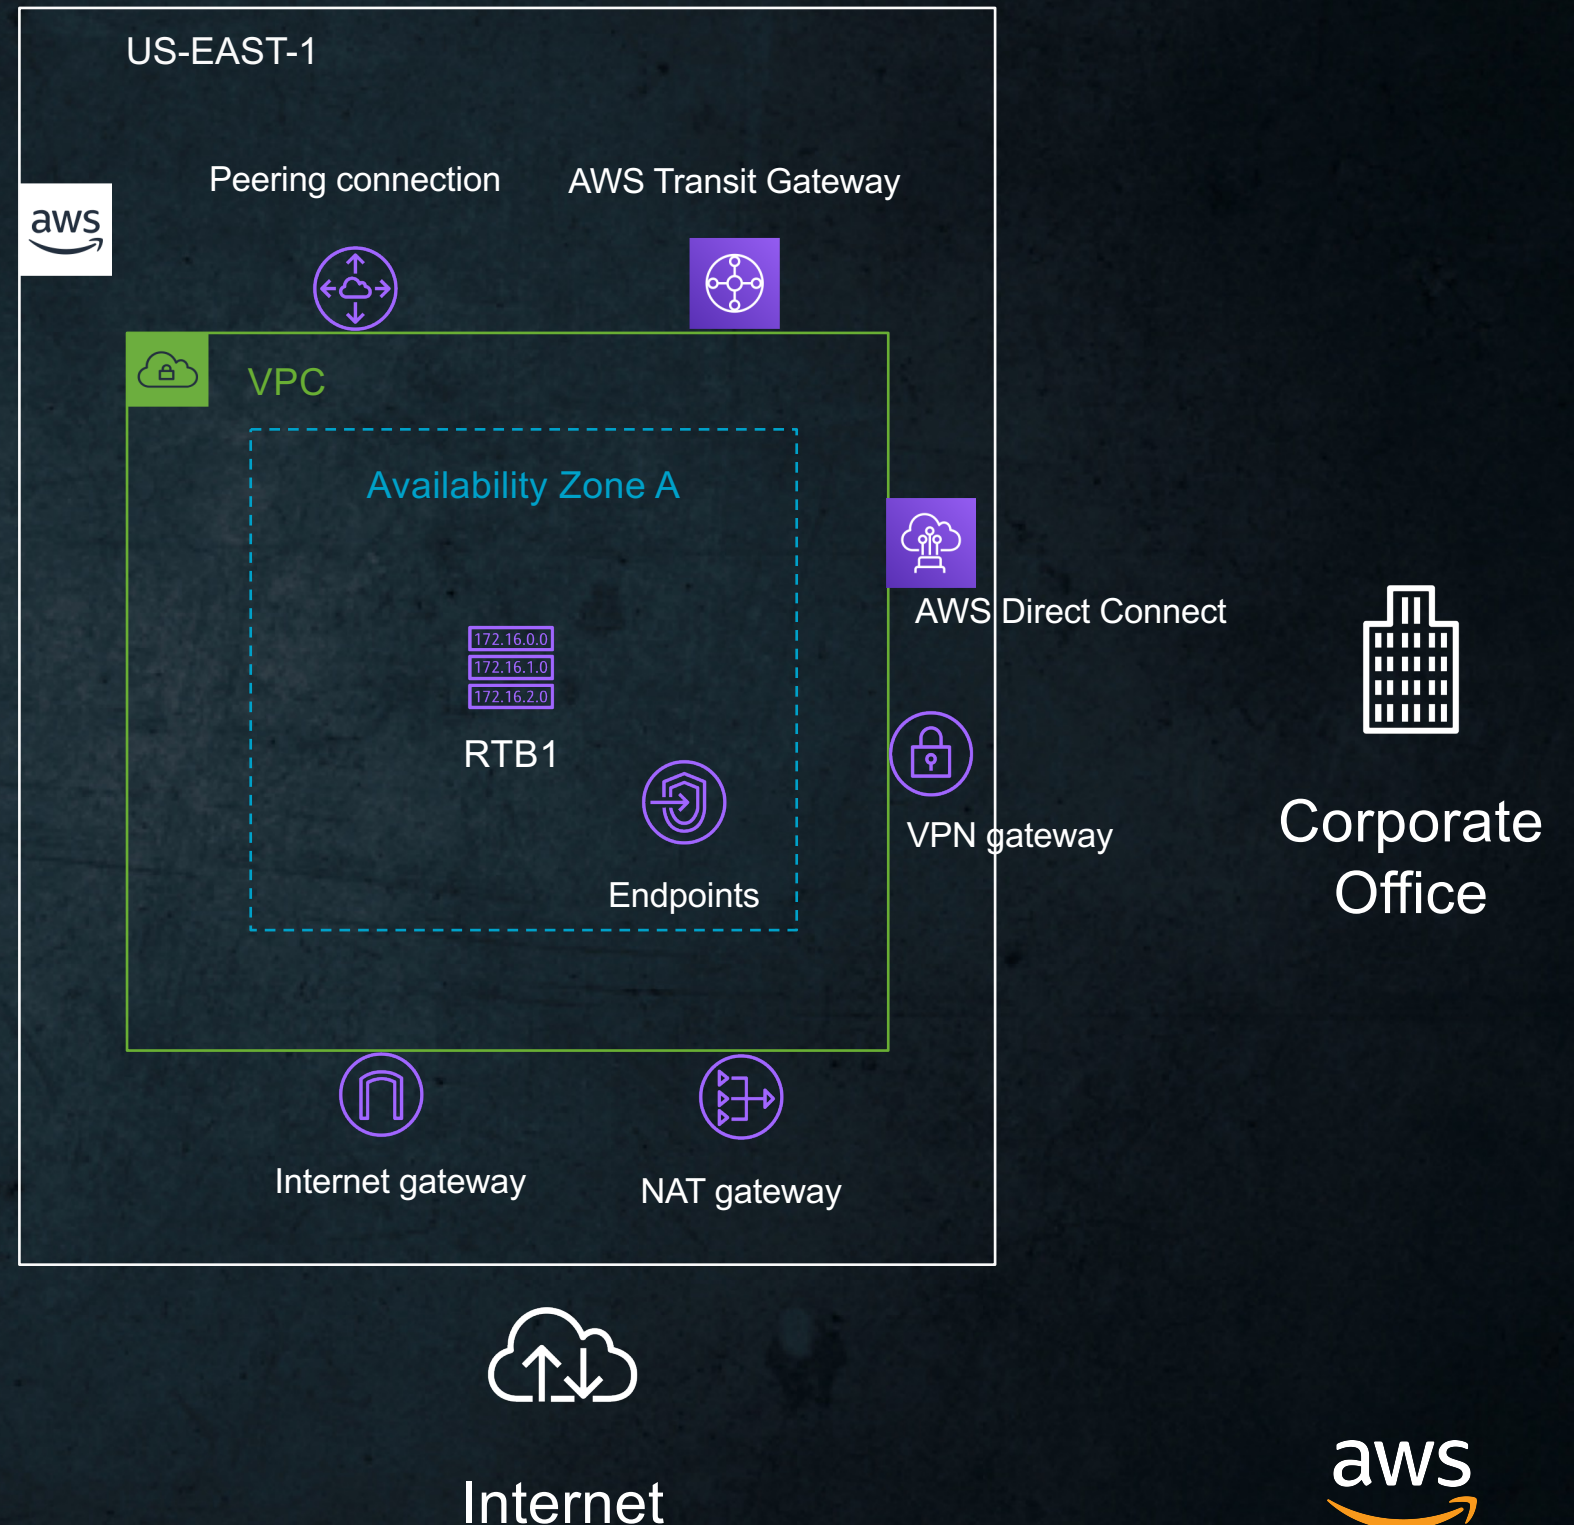 US-EAST-1
Peering connection
AWS Transit Gateway
aws
VPC
Availability Zone A
172.16.0.0
172.16.1.0
172.16.2.0
RTB1
Endpoints
AWS Direct Connect
VPN gateway
Corporate
Office
Internet gateway
NAT gateway
Internet
aws